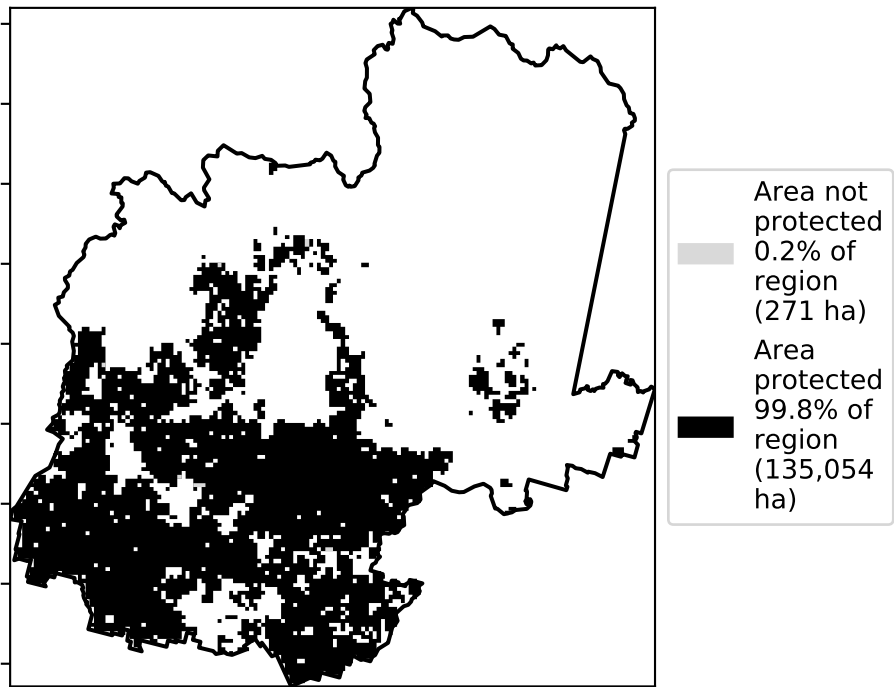 Area not
protected
0.2% of
region
(271 ha)
Area
protected
99.8% of
region
(135,054
ha)